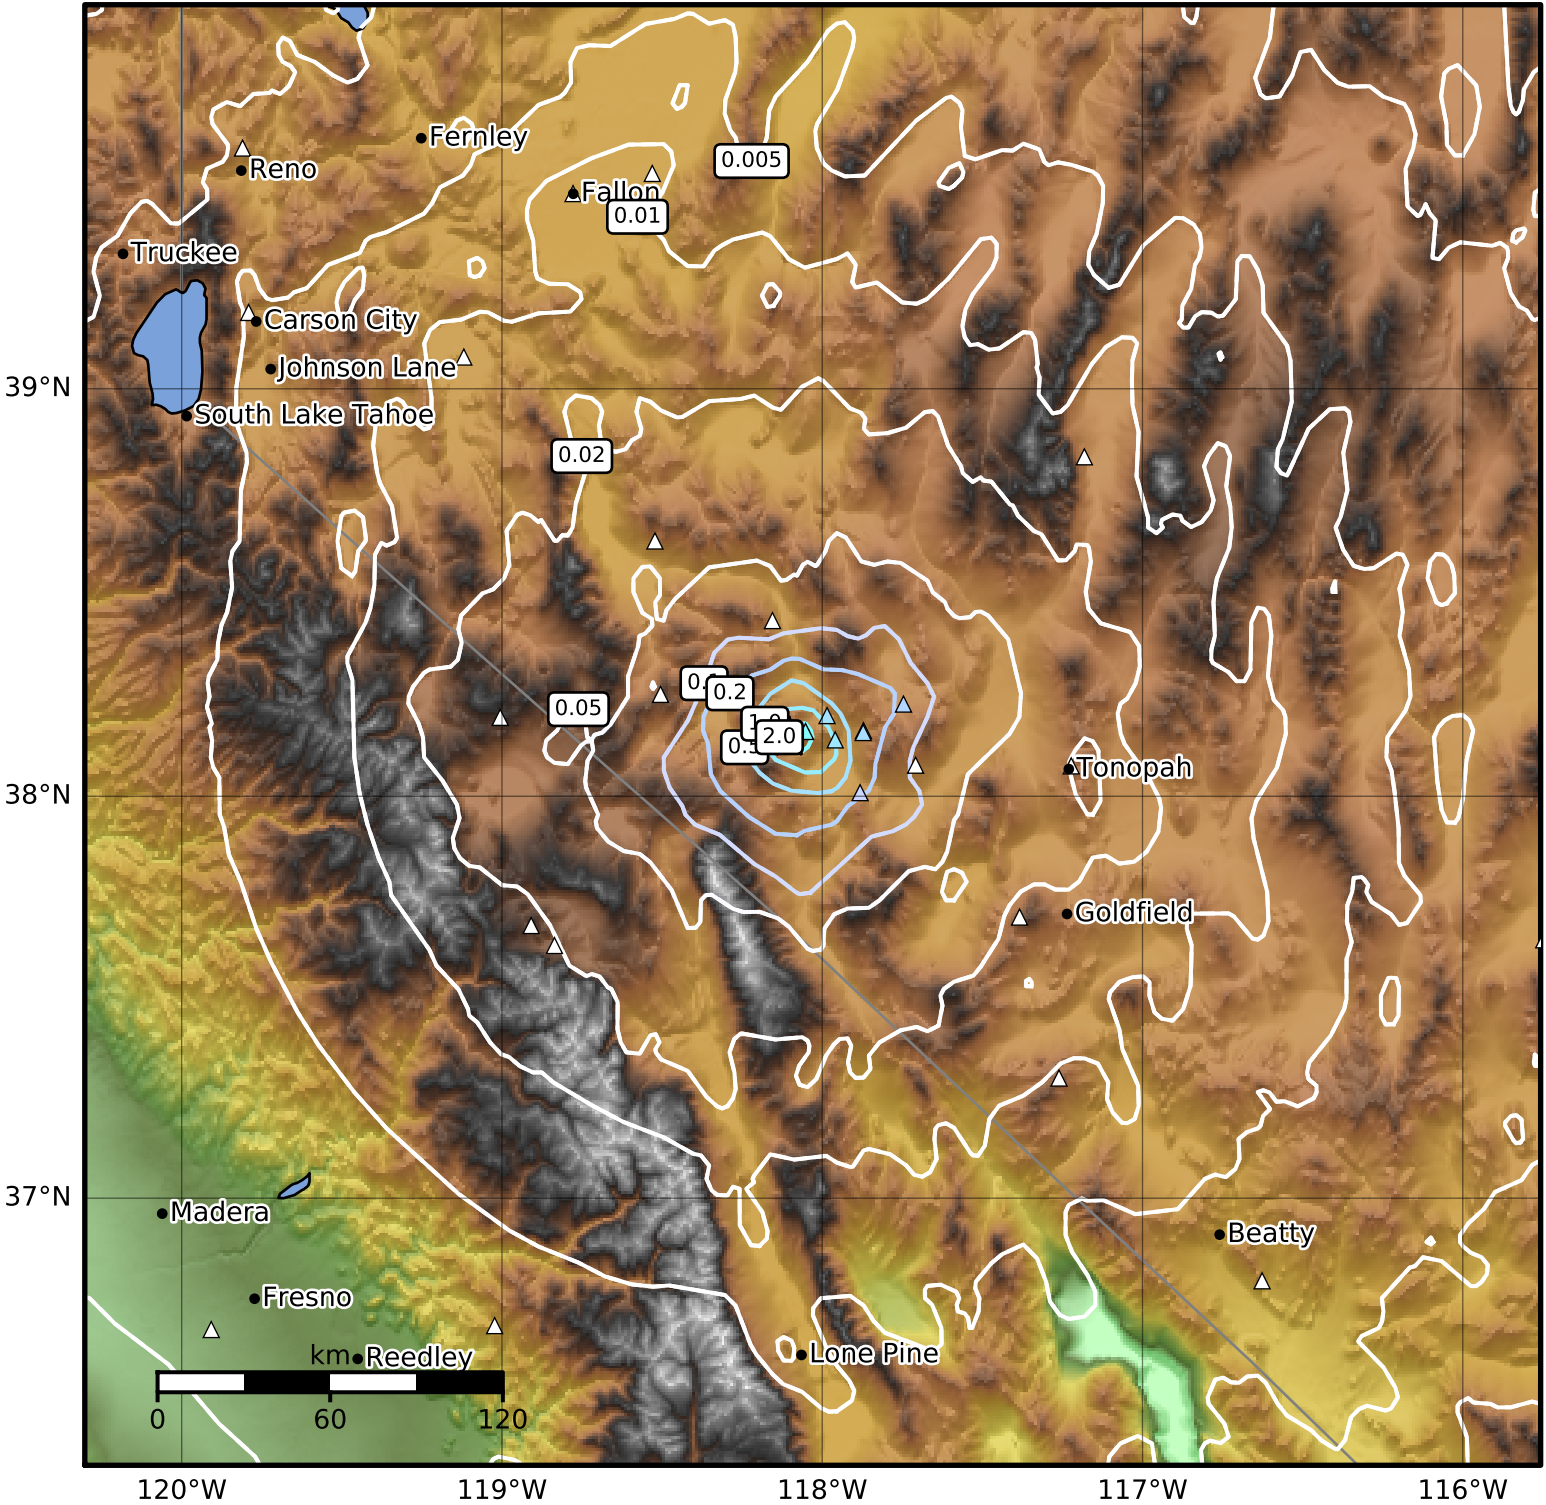 Fernley
0.005
Reno
Fallon
0.01
Truckee
Carson City
Johnson Lane
39°N
South Lake Tahoe
0.02
0.2
0.05
2.0
Tonopah
38°N
Goldfield
37°N
Madera
Beatty
Fresno
km
Reedley
Lone Pine
0 60 120
120°W 119°W 118°W 117°W 116°W